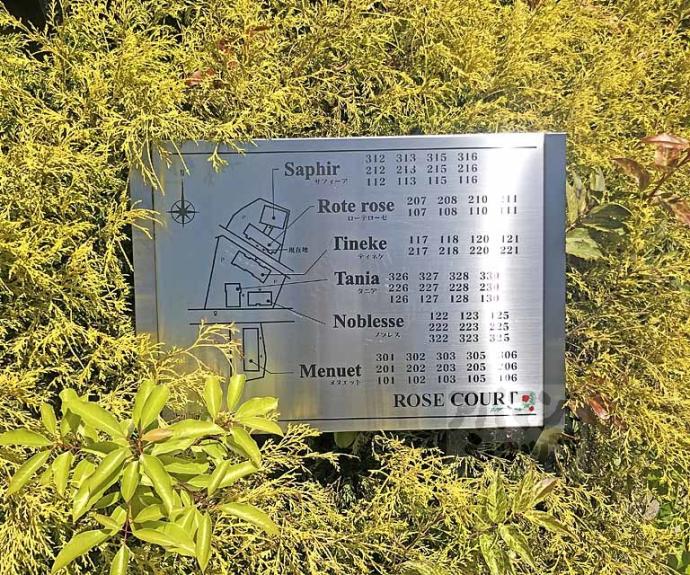 Saphir 312 313 315 316
サフィーア 212 213 215 216
112 113 115 116
Rote rose 207 208 210 211
ローテローゼ 107 108 110 111
現在地
Tineke 117 118 120 121
ティネケ 217 218 220 221
P
P
Tania 326 327 328 330
タニア 226 227 228 230
126 127 128 130
Noblesse 122 123 125
ノブレス 222 223 225
322 323 325
Menuet 301 302 303 305 306
メヌエット 201 202 203 205 206
101 102 103 105 106
ROSE COURT